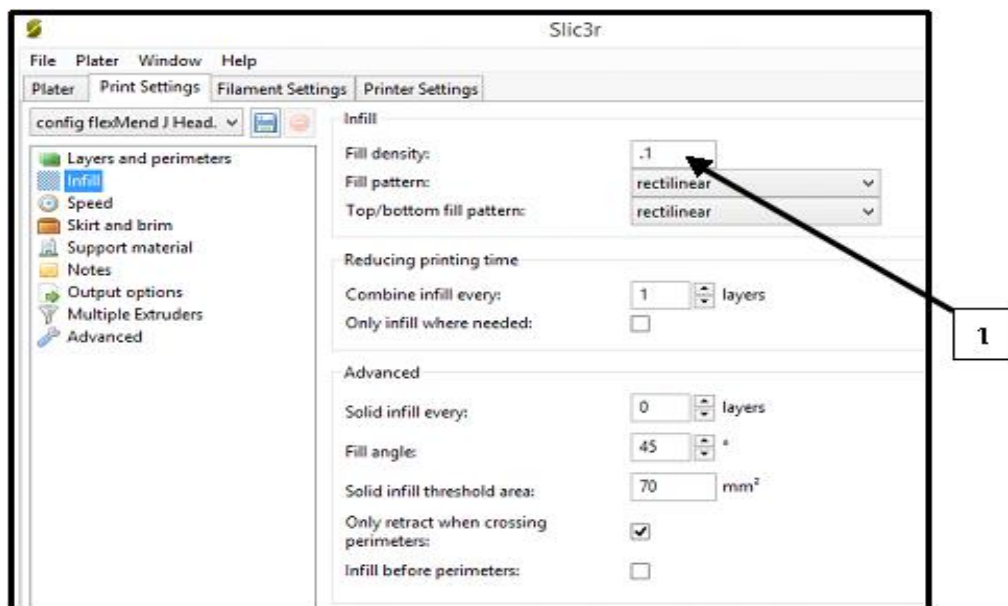 Slic3r
File Plater Window Help
Plater Print Settings Filament Settings Printer Settings
config flexMend J Head.
Layers and perimeters
Infill
Speed
Skirt and brim
Support material
Notes
Output options
Multiple Extruders
Advanced
Infill
Fill density: .1
Fill pattern: rectilinear
Top/bottom fill pattern: rectilinear
Reducing printing time
Combine infill every: 1 layers
Only infill where needed:
Advanced
Solid infill every: 0 layers
Fill angle: 45 °
Solid infill threshold area: 70 mm²
Only retract when crossing
perimeters:
Infill before perimeters:
1